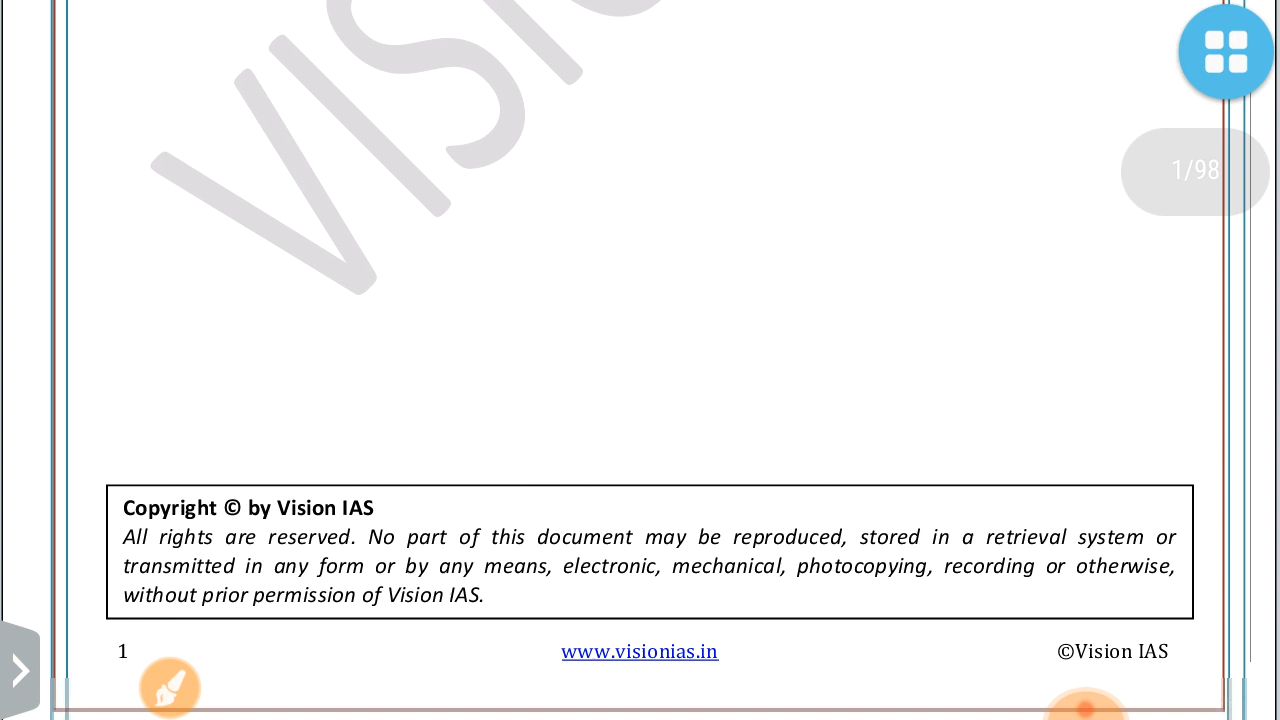 VISIO
1/98
Copyright © by Vision IAS
All rights are reserved. No part of this document may be reproduced, stored in a retrieval system or
transmitted in any form or by any means, electronic, mechanical, photocopying, recording or otherwise,
without prior permission of Vision IAS.
1 www.visionias.in ©Vision IAS